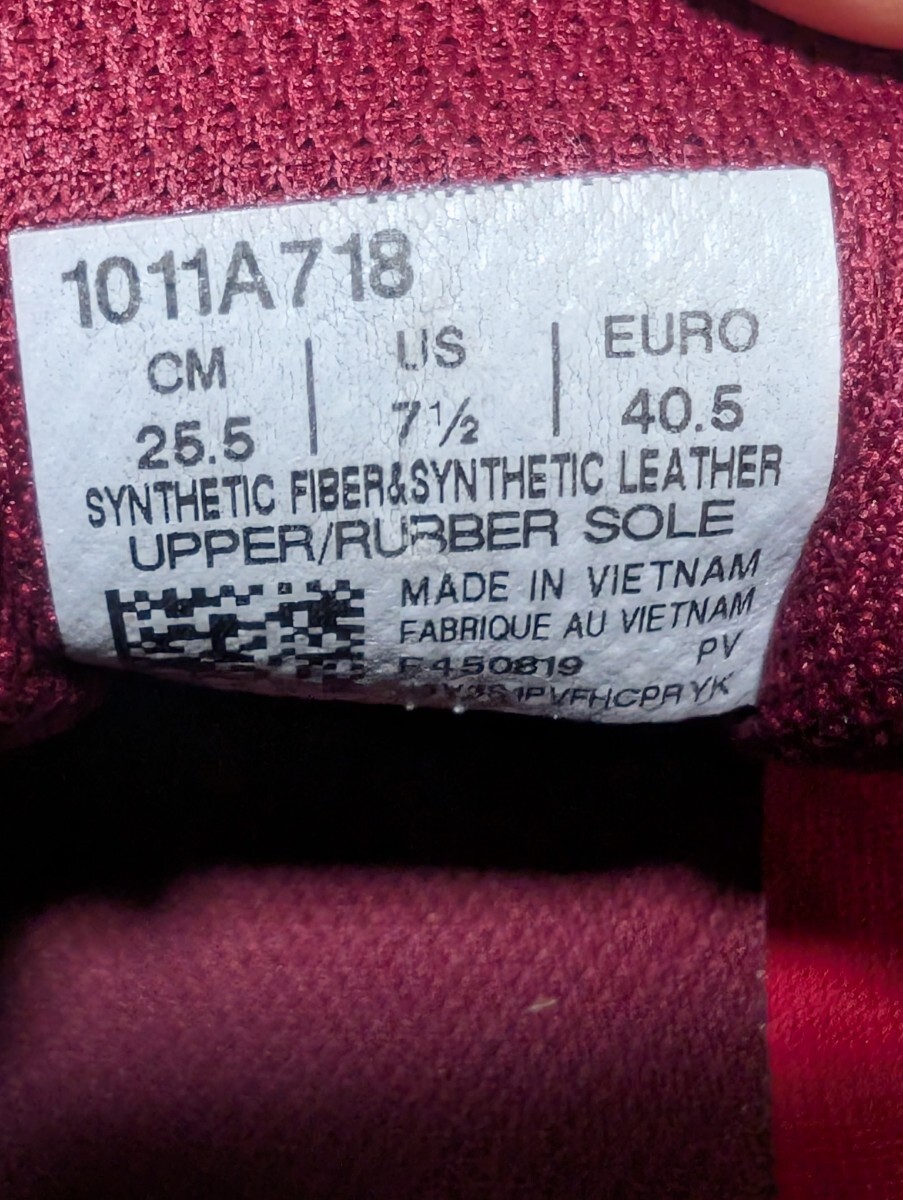 1011A718
CM | US | EURO
25.5 | 7½ | 40.5
SYNTHETIC FIBER&SYNTHETIC LEATHER
UPPER/RUBBER SOLE
MADE IN VIETNAM
FABRIQUE AU VIETNAM
PV
450819